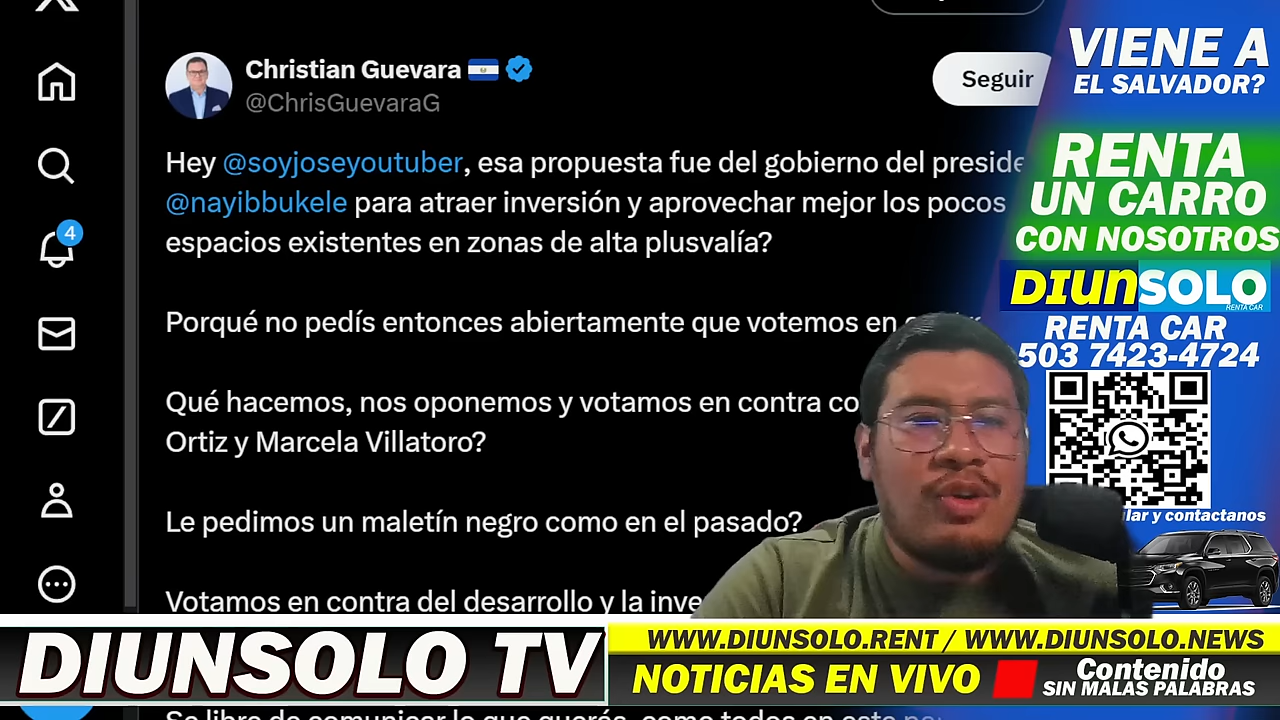 Christian Guevara
@ChrisGuevaraG
Seguir
Hey @soyjoseyoutuber, esa propuesta fue del gobierno del preside
@nayibbukele para atraer inversión y aprovechar mejor los pocos
espacios existentes en zonas de alta plusvalía?
Porqué no pedís entonces abiertamente que votemos en
Qué hacemos, nos oponemos y votamos en contra co
Ortiz y Marcela Villatoro?
Le pedimos un maletín negro como en el pasado?
Votamos en contra del desarrollo y la inve
4
VIENE A
EL SALVADOR?
RENTA
UN CARRO
CON NOSOTROS
DIUNSOLO
RENTA CAR
RENTA CAR
503 7423-4724
ilar y contactanos
DIUNSOLO TV
WWW.DIUNSOLO.RENT / WWW.DIUNSOLO.NEWS
NOTICIAS EN VIVO
Contenido
SIN MALAS PALABRAS